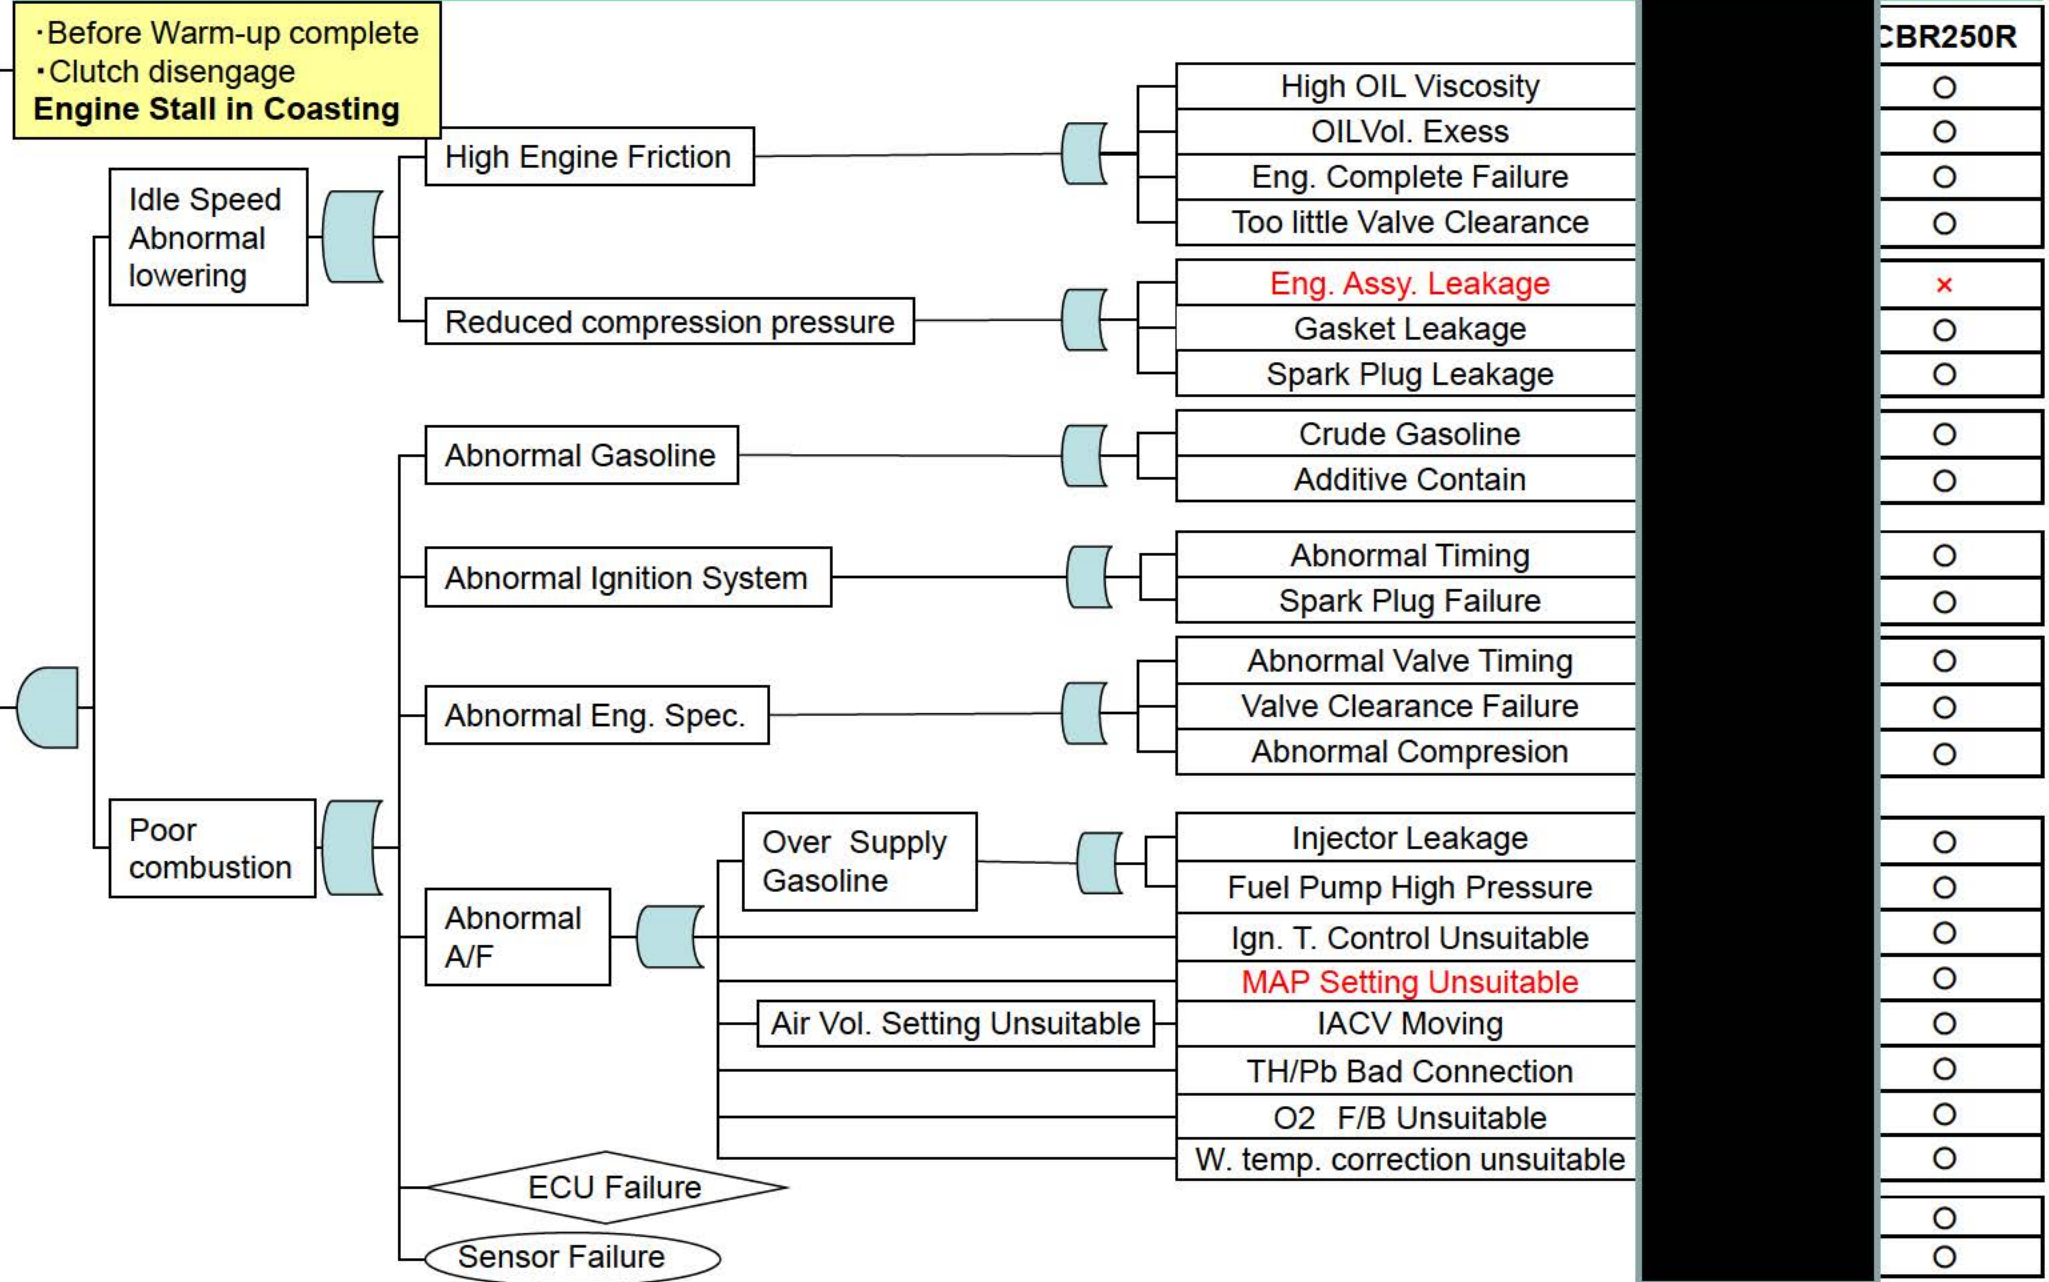 ・Before Warm-up complete
・Clutch disengage
Engine Stall in Coasting
CBR250R
Idle Speed
Abnormal
lowering
High Engine Friction
High OIL Viscosity
○
OILVol. Exess
○
Eng. Complete Failure
○
Too little Valve Clearance
○
Reduced compression pressure
Eng. Assy. Leakage
×
Gasket Leakage
○
Spark Plug Leakage
○
Abnormal Gasoline
Crude Gasoline
○
Additive Contain
○
Abnormal Ignition System
Abnormal Timing
○
Spark Plug Failure
○
Abnormal Eng. Spec.
Abnormal Valve Timing
○
Valve Clearance Failure
○
Abnormal Compresion
○
Poor
combustion
Abnormal
A/F
Over Supply
Gasoline
Injector Leakage
○
Fuel Pump High Pressure
○
Ign. T. Control Unsuitable
○
MAP Setting Unsuitable
○
Air Vol. Setting Unsuitable
IACV Moving
○
TH/Pb Bad Connection
○
O2 F/B Unsuitable
○
W. temp. correction unsuitable
○
ECU Failure
○
Sensor Failure
○